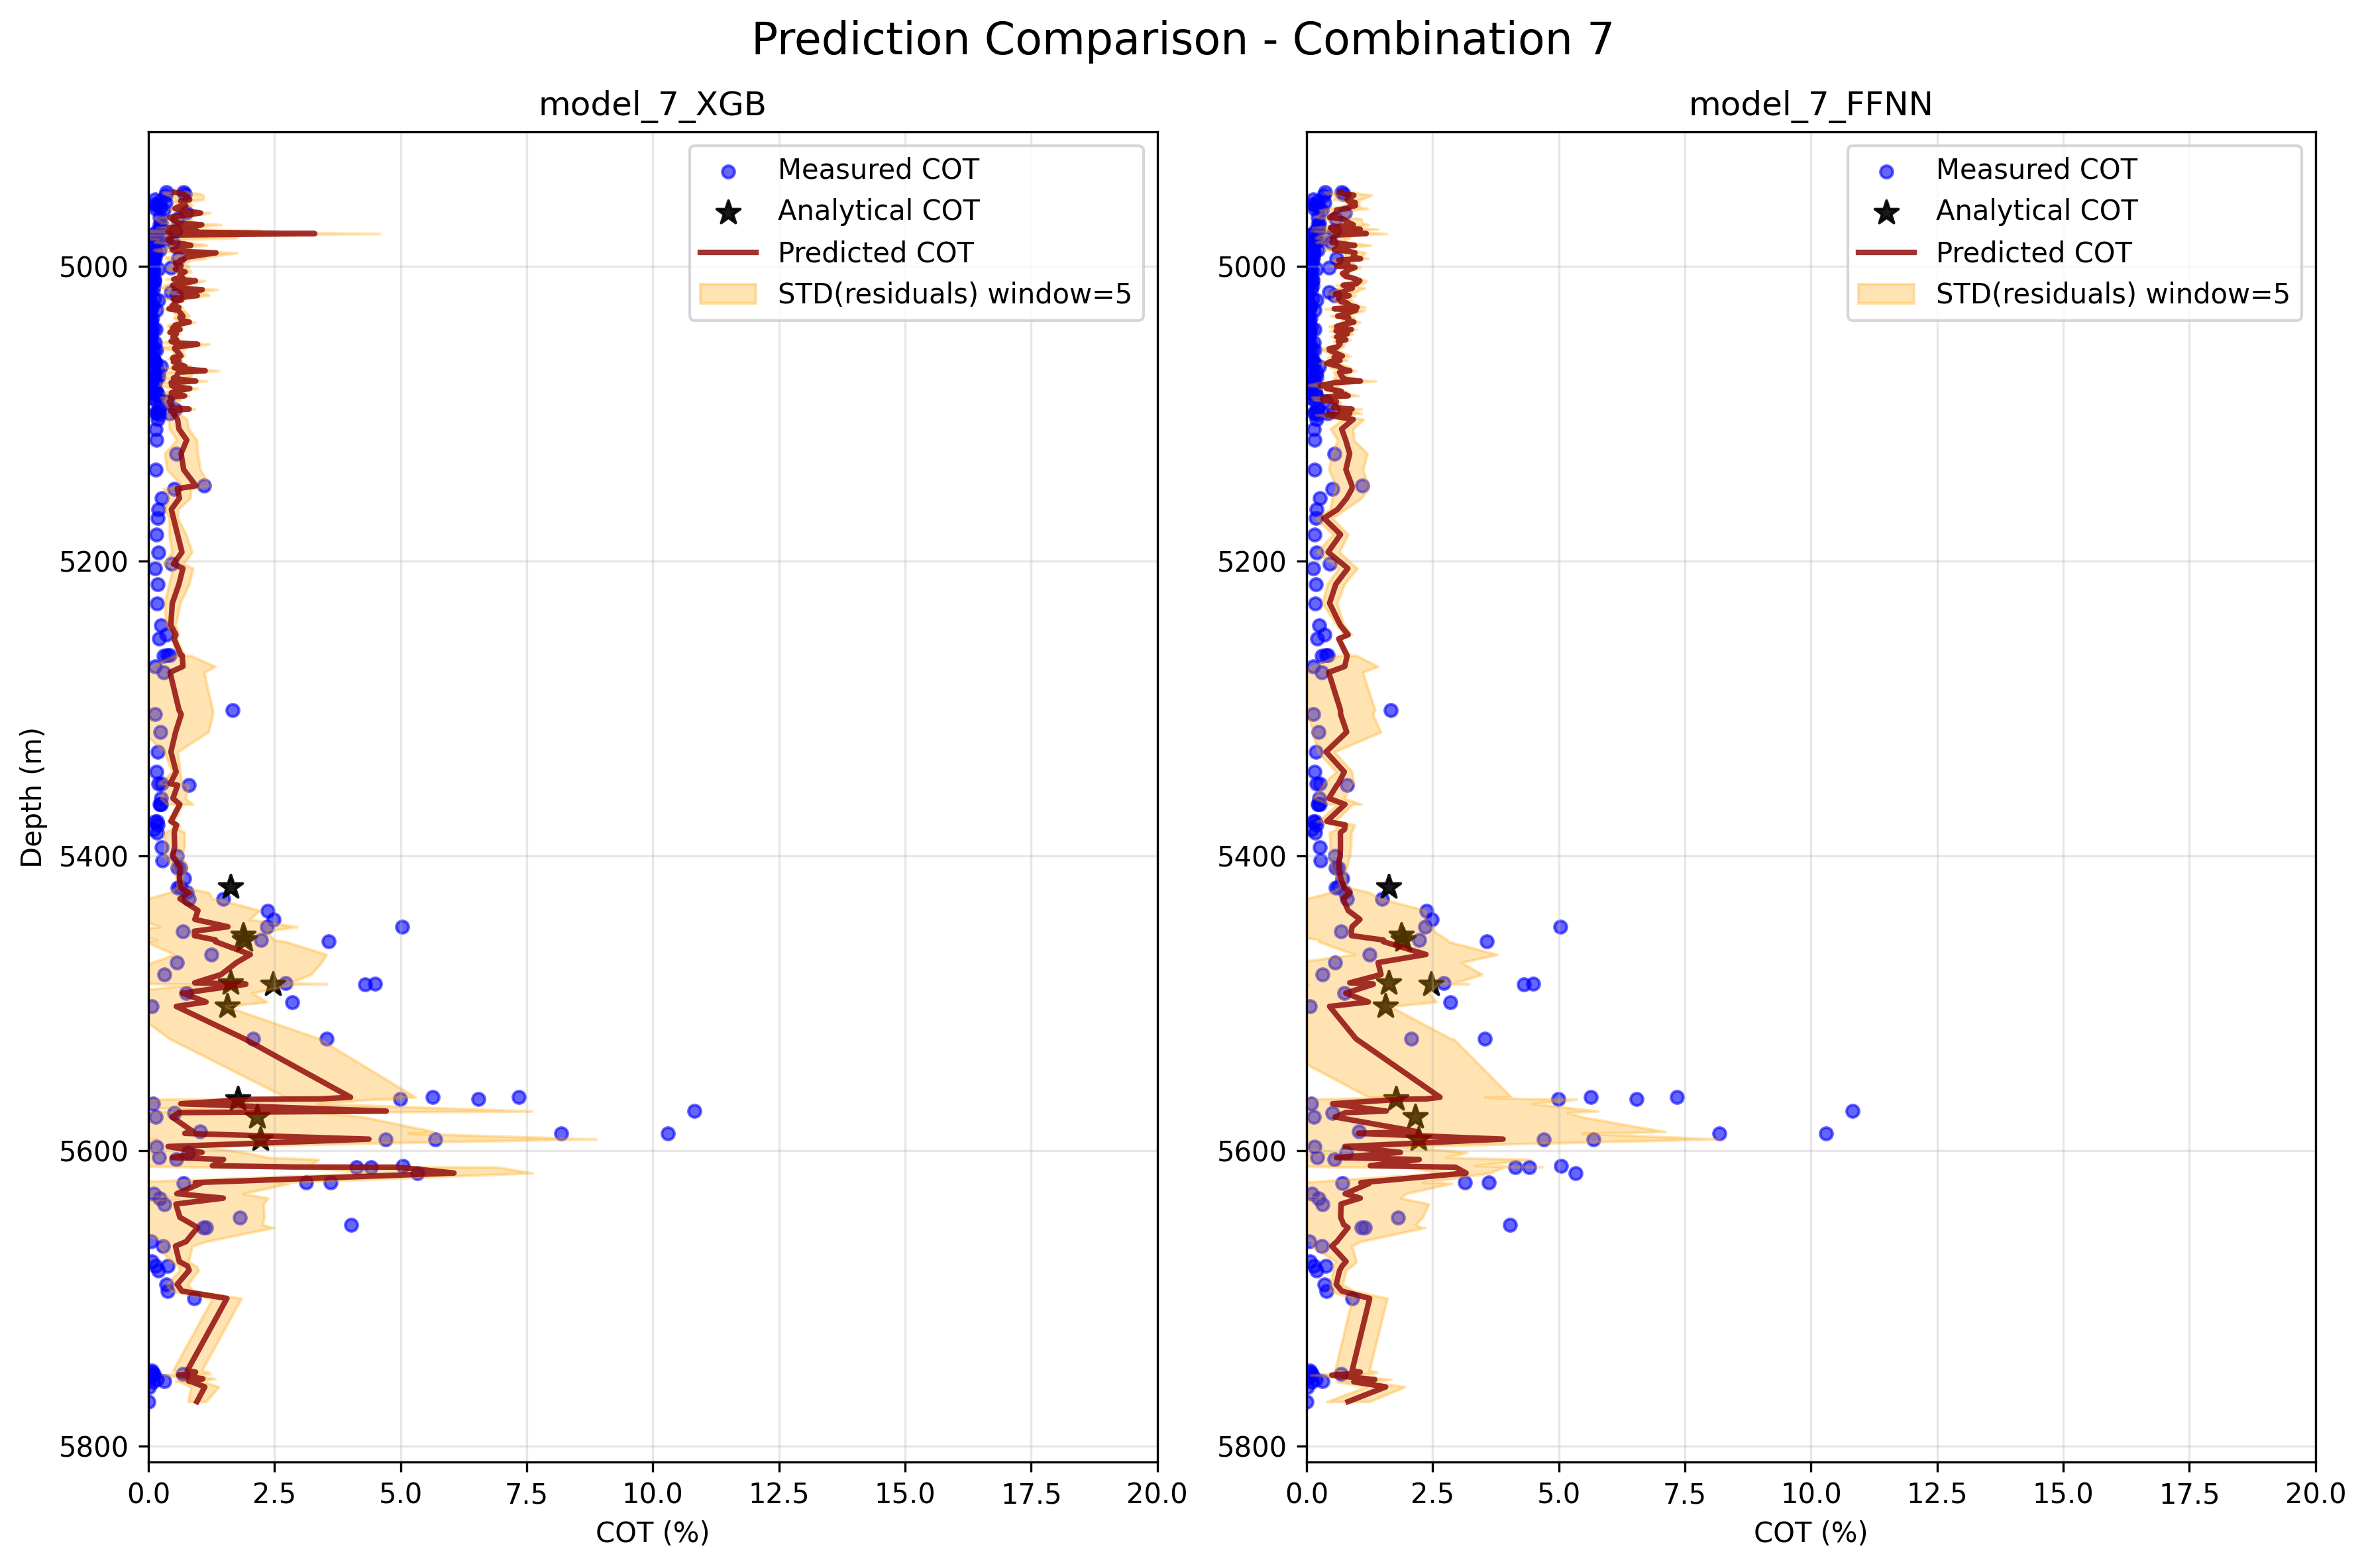 Prediction Comparison - Combination 7
model_7_XGB
Measured COT
Analytical COT
Predicted COT
STD(residuals) window=5
Depth (m)
5000
5200
5400
5600
5800
0.0 2.5 5.0 7.5 10.0 12.5 15.0 17.5 20.0
COT (%)
model_7_FFNN
Measured COT
Analytical COT
Predicted COT
STD(residuals) window=5
5000
5200
5400
5600
5800
0.0 2.5 5.0 7.5 10.0 12.5 15.0 17.5 20.0
COT (%)